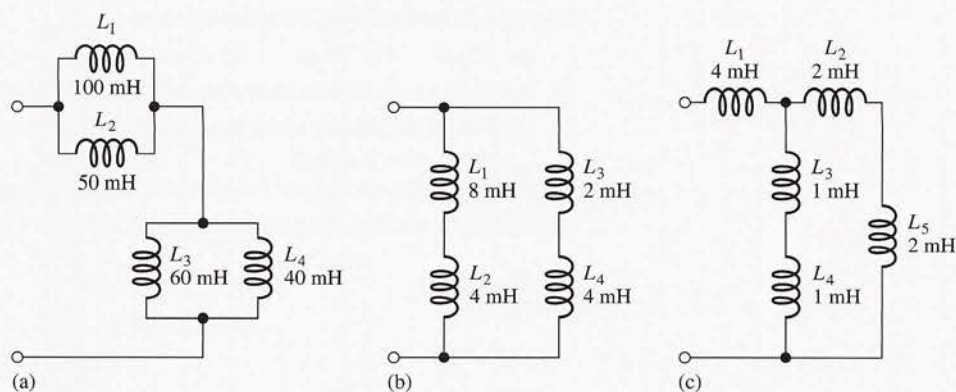 L1
100 mH
L2
50 mH
L3
60 mH
L4
40 mH
(a)
L1
8 mH
L2
4 mH
L3
2 mH
L4
4 mH
(b)
L1
4 mH
L2
2 mH
L3
1 mH
L4
1 mH
L5
2 mH
(c)